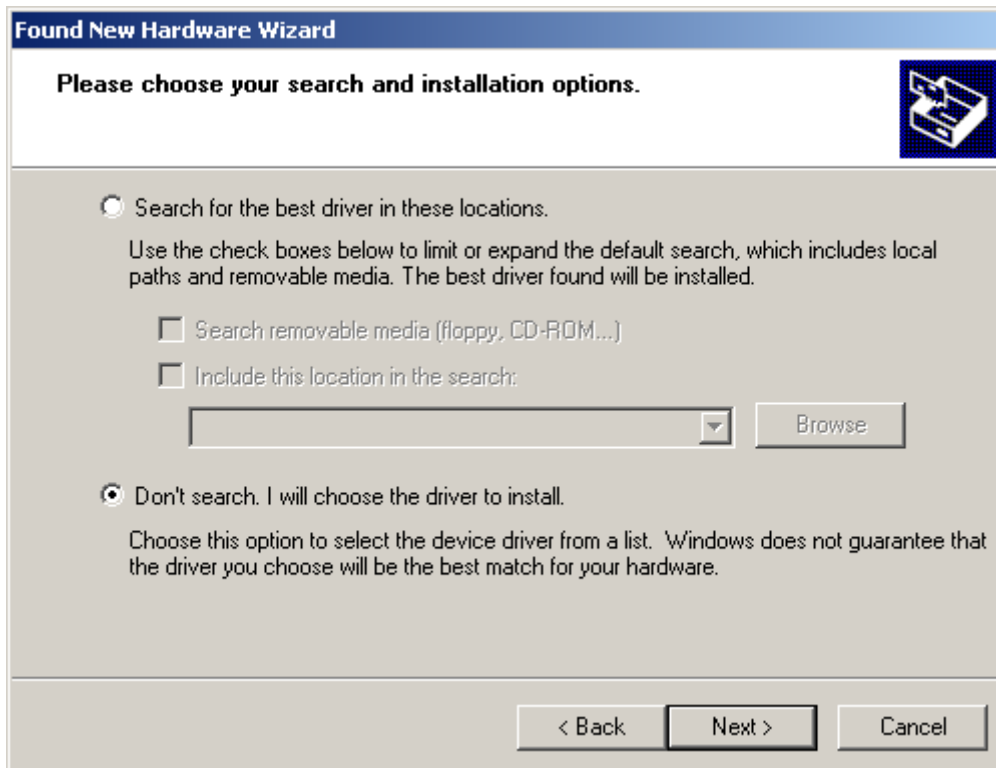 Found New Hardware Wizard
Please choose your search and installation options.
Search for the best driver in these locations.
Use the check boxes below to limit or expand the default search, which includes local
paths and removable media. The best driver found will be installed.
Search removable media (floppy, CD-ROM...)
Include this location in the search:
Browse
Don't search. I will choose the driver to install.
Choose this option to select the device driver from a list.  Windows does not guarantee that
the driver you choose will be the best match for your hardware.
< Back Next > Cancel